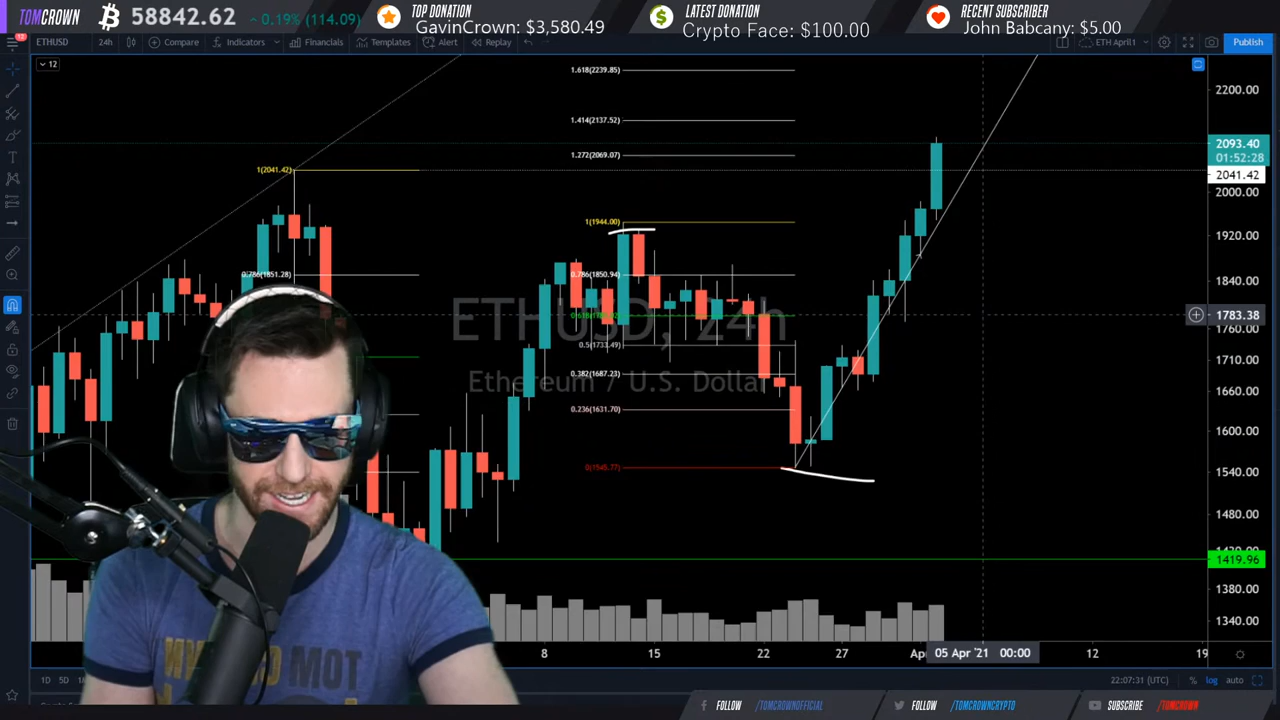 TOMCROWN
58842.62
0.19% (114.09)
TOP DONATION
GavinCrown: $3,580.49
LATEST DONATION
Crypto Face: $100.00
RECENT SUBSCRIBER
John Babcany: $5.00
ETHUSD
24h
Compare
Indicators
Financials
Templates
Alert
Replay
ETH April1
Publish
12
1.618(2239.85)
1.414(2137.52)
1.272(2069.07)
1(2041.42)
1(1944.00)
0.786(1851.28)
0.786(1850.94)
0.5(1733.49)
0.382(1687.23)
0.236(1631.70)
0(1545.77)
ETHUSD, 24h
Ethereum / U.S. Dollar
2200.00
2093.40
01:52:28
2041.42
2000.00
1920.00
1840.00
1783.38
1760.00
1710.00
1660.00
1600.00
1540.00
1480.00
1419.96
1380.00
1340.00
8
15
22
27
05 Apr '21 00:00
12
19
1D
5D
22:07:31 (UTC)
%
log
auto
FOLLOW
/TOMCROWNOFFICIAL
FOLLOW
/TOMCROWNCRYPTO
SUBSCRIBE
/TOMCROWN